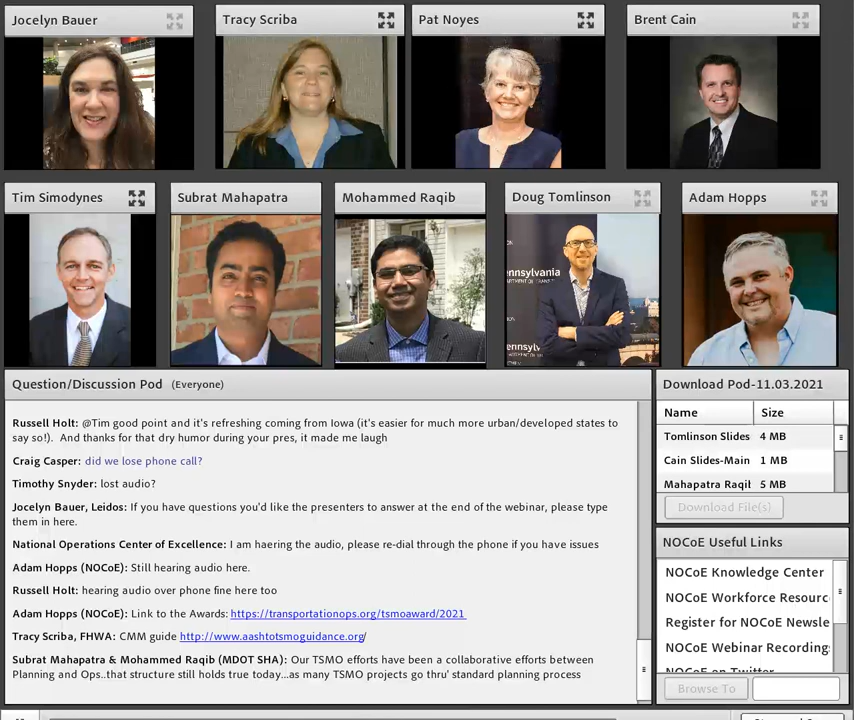 Jocelyn Bauer
Tracy Scriba
Pat Noyes
Brent Cain
Tim Simodynes
Subrat Mahapatra
Mohammed Raqib
Doug Tomlinson
Adam Hopps
ennsylvania
Question/Discussion Pod (Everyone)
Russell Holt: @Tim good point and it's refreshing coming from Iowa (it's easier for much more urban/developed states to
say so!). And thanks for that dry humor during your pres, it made me laugh
Craig Casper: did we lose phone call?
Timothy Snyder: lost audio?
Jocelyn Bauer, Leidos: If you have questions you'd like the presenters to answer at the end of the webinar, please type
them in here.
National Operations Center of Excellence: I am haering the audio, please re-dial through the phone if you have issues
Adam Hopps (NOCoE): Still hearing audio here.
Russell Holt: hearing audio over phone fine here too
Adam Hopps (NOCoE): Link to the Awards: https://transportationops.org/tsmoaward/2021
Tracy Scriba, FHWA: CMM guide http://www.aashtotsmoguidance.org/
Subrat Mahapatra & Mohammed Raqib (MDOT SHA): Our TSMO efforts have been a collaborative efforts between
Planning and Ops..that structure still holds true today...as many TSMO projects go thru' standard planning process
Download Pod-11.03.2021
Name Size
Tomlinson Slides 4 MB
Cain Slides-Main 1 MB
Mahapatra Raqil 5 MB
Download File(s)
NOCoE Useful Links
NOCoE Knowledge Center
NOCoE Workforce Resourc
Register for NOCoE Newsle
NOCoE Webinar Recording
NOCoE on Twitter
Browse To